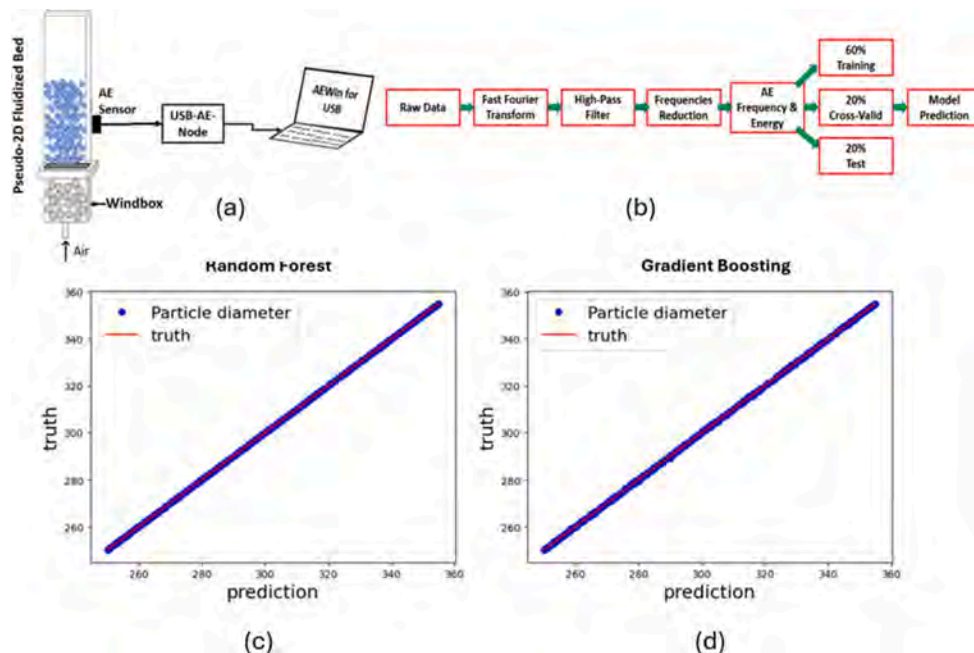 Pseudo-2D Fluidized Bed
AE
Sensor
USB-AE-
Node
AEWin for
USB
Windbox
Air
(a)
Raw Data
Fast Fourier
Transform
High-Pass
Filter
Frequencies
Reduction
AE
Frequency &
Energy
60%
Training
20%
Cross-Valid
20%
Test
Model
Prediction
(b)
Random Forest
360
340
320
300
280
260
truth
Particle diameter
truth
260 280 300 320 340 360
prediction
(c)
Gradient Boosting
360
340
320
300
280
260
truth
Particle diameter
truth
260 280 300 320 340 360
prediction
(d)